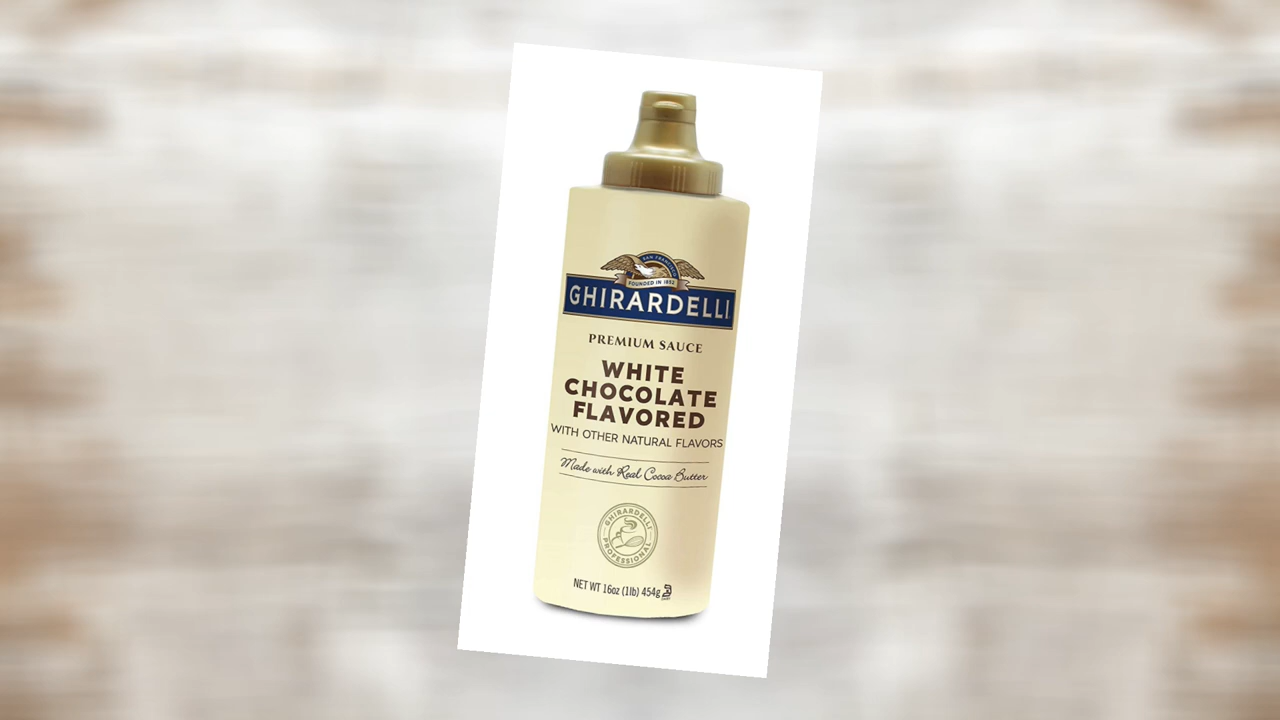 SAN FRANCISCO
FOUNDED IN 1852
GHIRARDELLI
PREMIUM SAUCE
WHITE
CHOCOLATE
FLAVORED
WITH OTHER NATURAL FLAVORS
Made with Real Cocoa Butter
GHIRARDELLI
PROFESSIONAL
NET WT 16oz (1lb) 454g